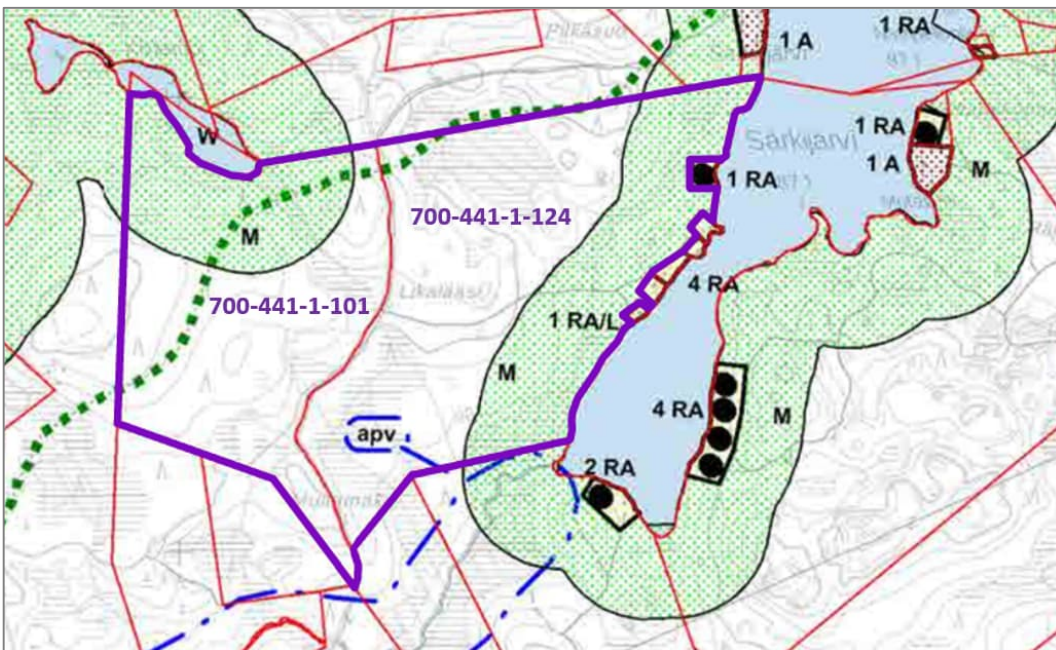 1 RA
1 A
Särkijärvi
1 RA
1 A
M
W
1 RA
700-441-1-124
M
4 RA
700-441-1-101
1 RA/L
M
4 RA
M
apv
2 RA